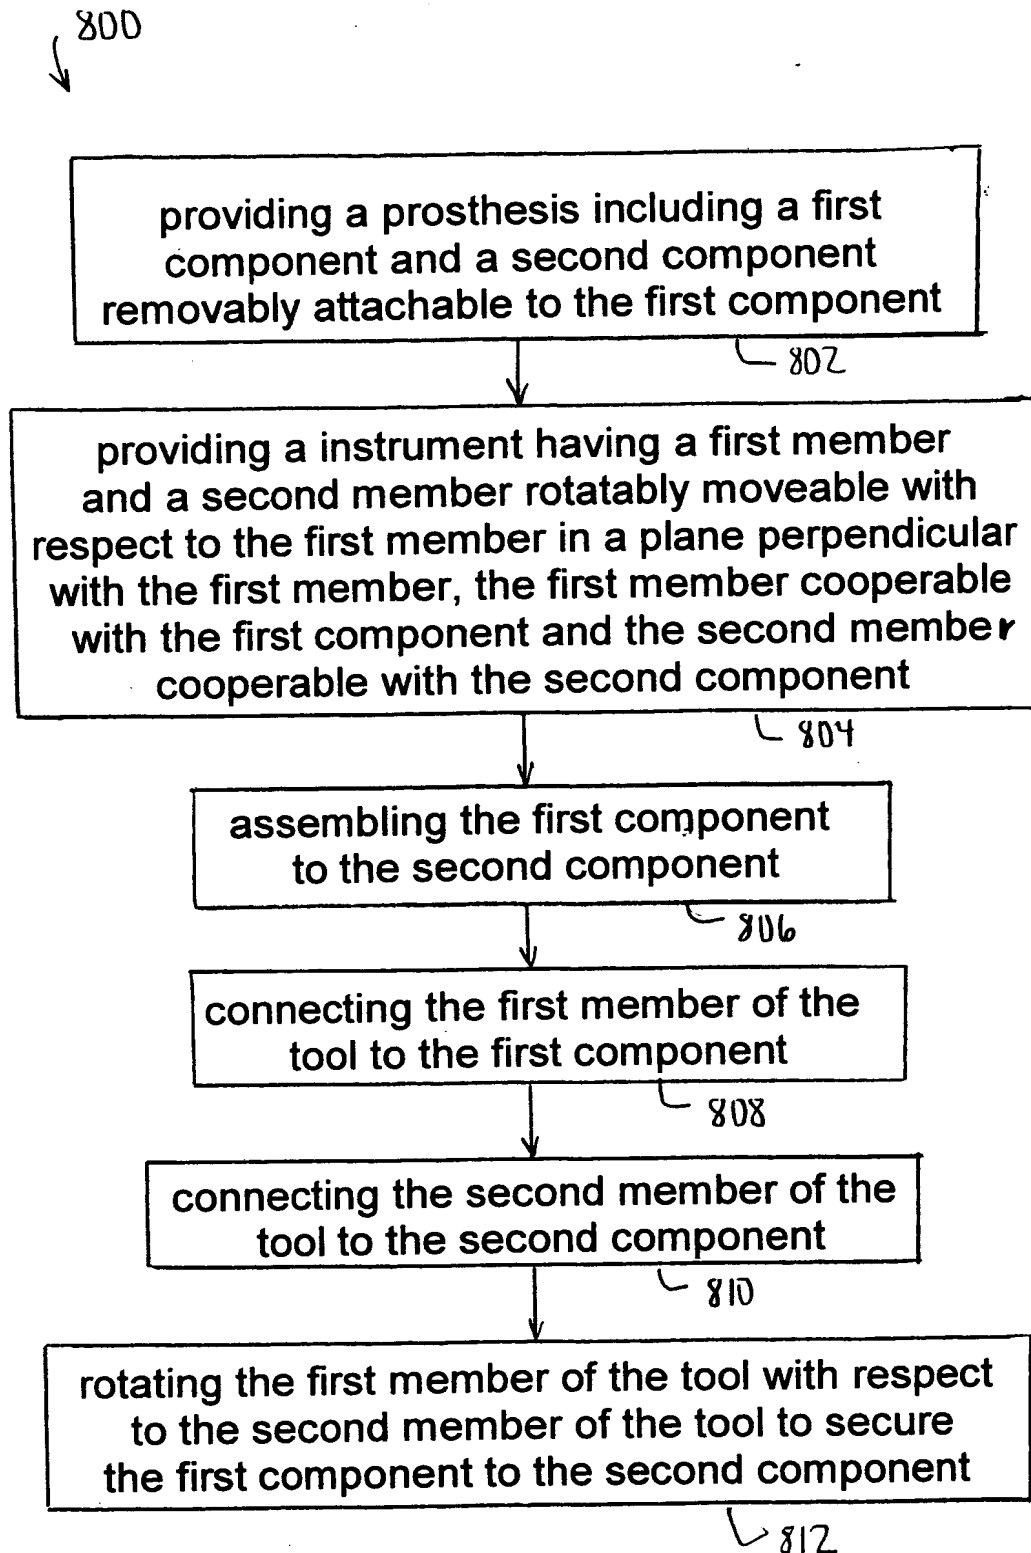 800
providing a prosthesis including a first
component and a second component
removably attachable to the first component
802
providing a instrument having a first member
and a second member rotatably moveable with
respect to the first member in a plane perpendicular
with the first member, the first member cooperable
with the first component and the second member
cooperable with the second component
804
assembling the first component
to the second component
806
connecting the first member of the
tool to the first component
808
connecting the second member of the
tool to the second component
810
rotating the first member of the tool with respect
to the second member of the tool to secure
the first component to the second component
812